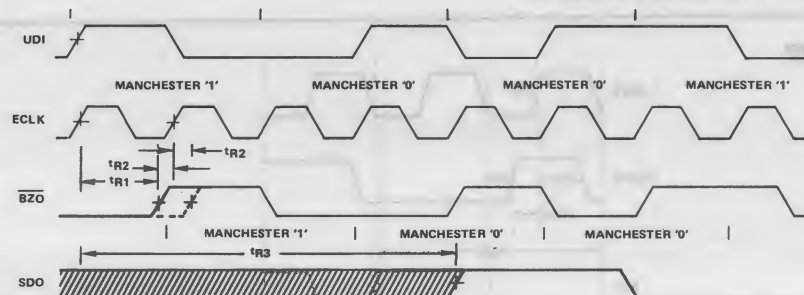 UDI
MANCHESTER '1' MANCHESTER '0' MANCHESTER '0' MANCHESTER '1'
ECLK
tR2
tR2
tR1
BZO
MANCHESTER '1' MANCHESTER '0' MANCHESTER '0'
tR3
SDO